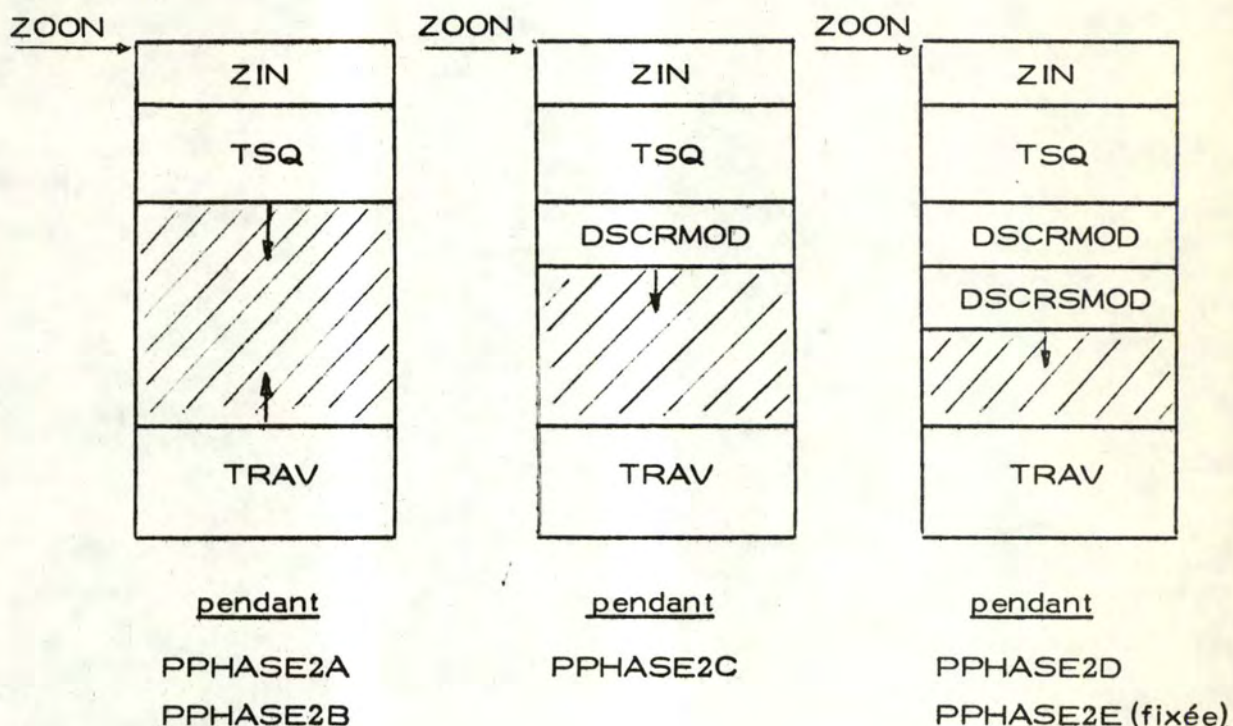 ZOON
ZIN
TSQ
TRAV
pendant
PPHASE2A
PPHASE2B
ZOON
ZIN
TSQ
DSCRMOD
TRAV
pendant
PPHASE2C
ZOON
ZIN
TSQ
DSCRMOD
DSCRSMOD
TRAV
pendant
PPHASE2D
PPHASE2E (fixée)